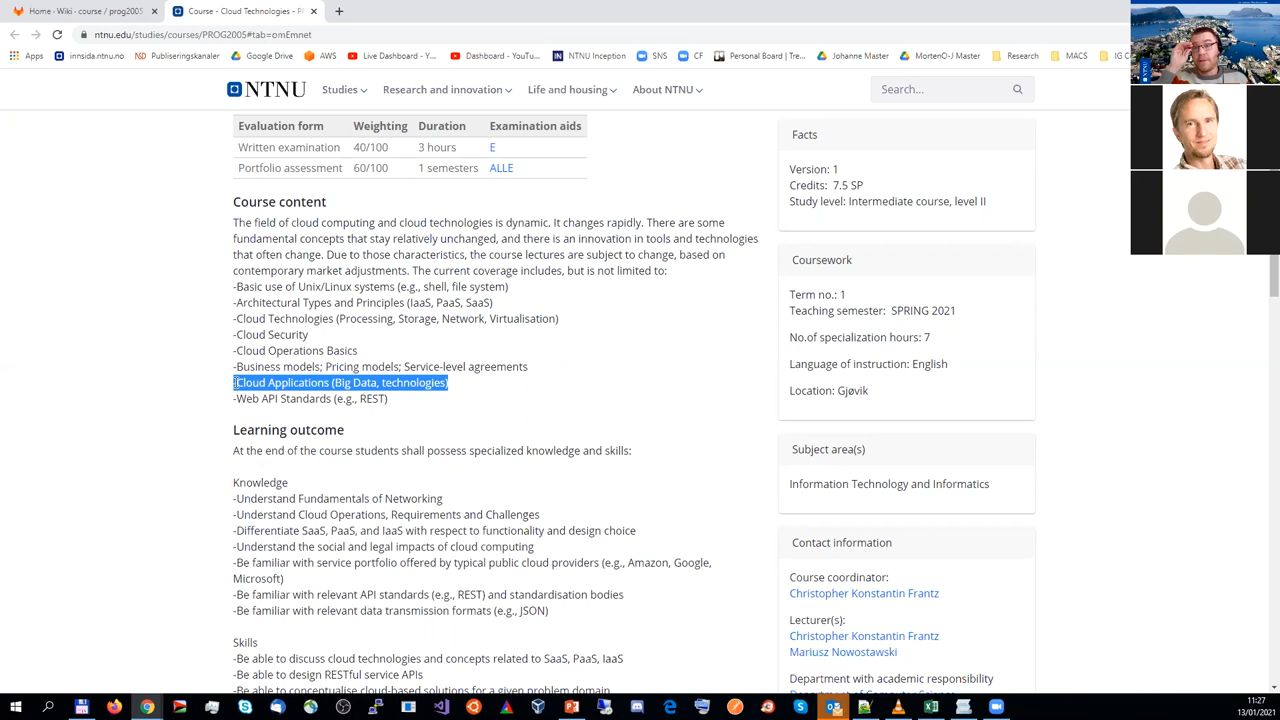 Home - Wiki - course / prog2005
Course - Cloud Technologies - P
ntnu.edu/studies/courses/PROG2005#tab=omEmnet
Apps
innsida.ntnu.no
Publiseringskanaler
Google Drive
AWS
Live Dashboard - Yo...
Dashboard - YouTu...
NTNU Inception
SNS
CF
Personal Board | Tre...
Johanne Master
MortenO-J Master
Research
MACS
IG C
NTNU
Studies
Research and innovation
Life and housing
About NTNU
Search...
Evaluation form Weighting Duration Examination aids
Written examination 40/100 3 hours E
Portfolio assessment 60/100 1 semesters ALLE
Course content
The field of cloud computing and cloud technologies is dynamic. It changes rapidly. There are some
fundamental concepts that stay relatively unchanged, and there is an innovation in tools and technologies
that often change. Due to those characteristics, the course lectures are subject to change, based on
contemporary market adjustments. The current coverage includes, but is not limited to:
-Basic use of Unix/Linux systems (e.g., shell, file system)
-Architectural Types and Principles (IaaS, PaaS, SaaS)
-Cloud Technologies (Processing, Storage, Network, Virtualisation)
-Cloud Security
-Cloud Operations Basics
-Business models; Pricing models; Service-level agreements
-Cloud Applications (Big Data, technologies)
-Web API Standards (e.g., REST)
Learning outcome
At the end of the course students shall possess specialized knowledge and skills:
Knowledge
-Understand Fundamentals of Networking
-Understand Cloud Operations, Requirements and Challenges
-Differentiate SaaS, PaaS, and IaaS with respect to functionality and design choice
-Understand the social and legal impacts of cloud computing
-Be familiar with service portfolio offered by typical public cloud providers (e.g., Amazon, Google,
Microsoft)
-Be familiar with relevant API standards (e.g., REST) and standardisation bodies
-Be familiar with relevant data transmission formats (e.g., JSON)
Skills
-Be able to discuss cloud technologies and concepts related to SaaS, PaaS, IaaS
-Be able to design RESTful service APIs
-Be able to conceptualise cloud-based solutions for a given problem domain
Facts
Version: 1
Credits: 7.5 SP
Study level: Intermediate course, level II
Coursework
Term no.: 1
Teaching semester: SPRING 2021
No.of specialization hours: 7
Language of instruction: English
Location: Gjøvik
Subject area(s)
Information Technology and Informatics
Contact information
Course coordinator:
Christopher Konstantin Frantz
Lecturer(s):
Christopher Konstantin Frantz
Mariusz Nowostawski
Department with academic responsibility
Department of Computer Science
11:27
13/01/2021